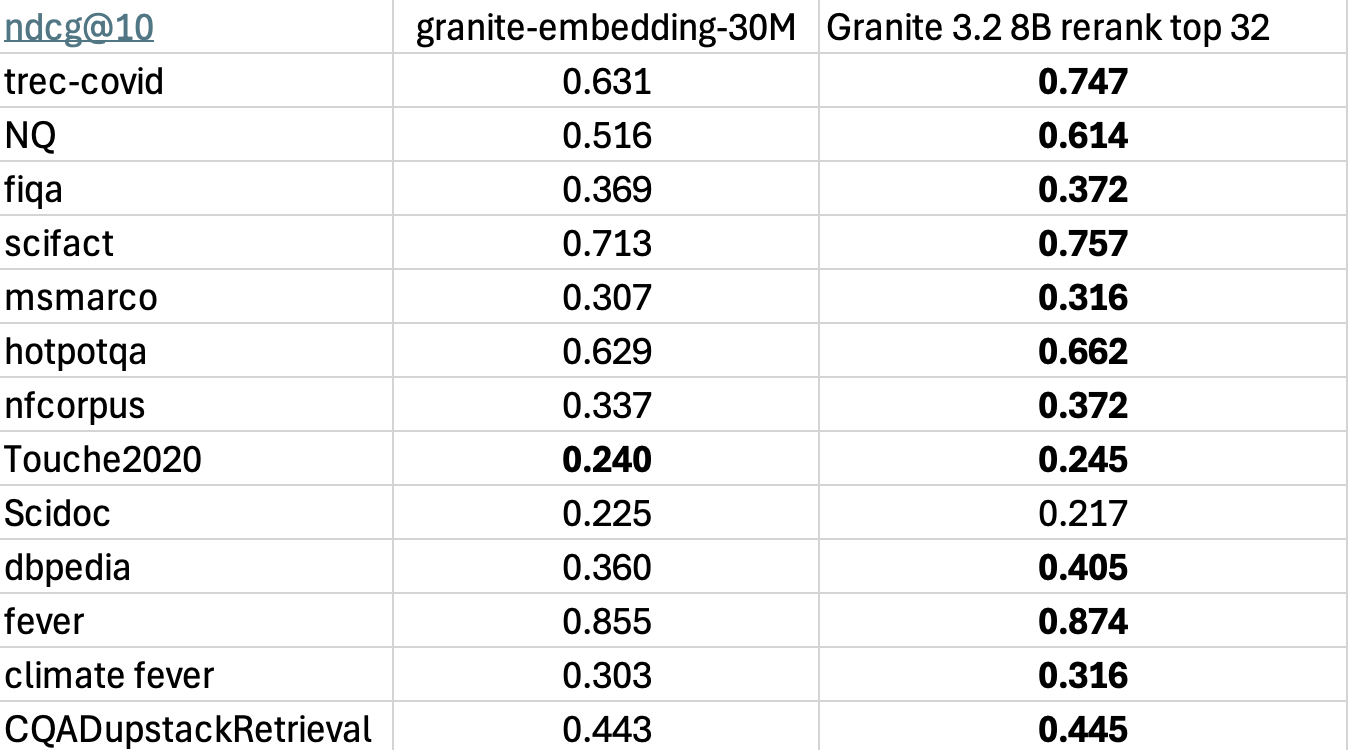 ndcg@10 granite-embedding-30M Granite 3.2 8B rerank top 32
trec-covid 0.631 0.747
NQ 0.516 0.614
fiqa 0.369 0.372
scifact 0.713 0.757
msmarco 0.307 0.316
hotpotqa 0.629 0.662
nfcorpus 0.337 0.372
Touche2020 0.240 0.245
Scidoc 0.225 0.217
dbpedia 0.360 0.405
fever 0.855 0.874
climate fever 0.303 0.316
CQADupstackRetrieval 0.443 0.445